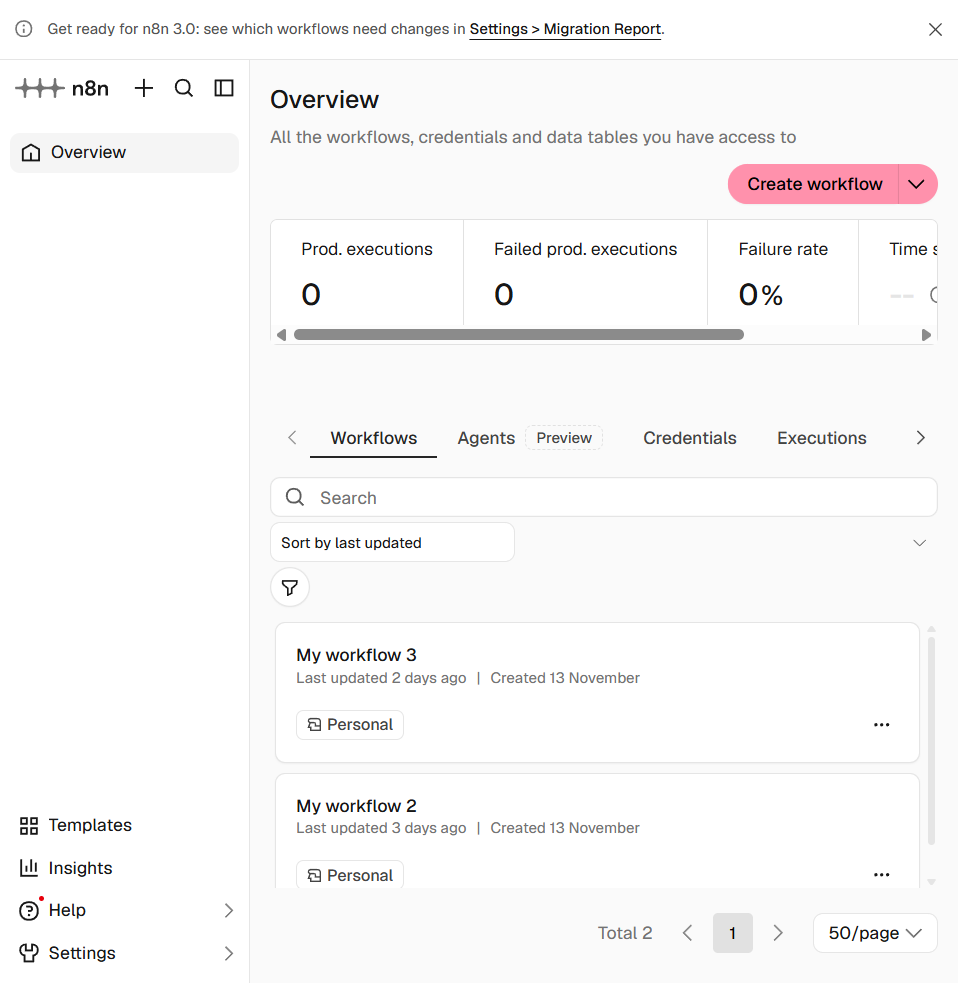 Get ready for n8n 3.0: see which workflows need changes in Settings > Migration Report.
n8n
Overview
Overview
All the workflows, credentials and data tables you have access to
Create workflow
Prod. executions
0
Failed prod. executions
0
Failure rate
0%
Time s
--
Workflows
Agents
Preview
Credentials
Executions
Search
Sort by last updated
My workflow 3
Last updated 2 days ago | Created 13 November
Personal
My workflow 2
Last updated 3 days ago | Created 13 November
Personal
Templates
Insights
Help
Settings
Total 2
1
50/page